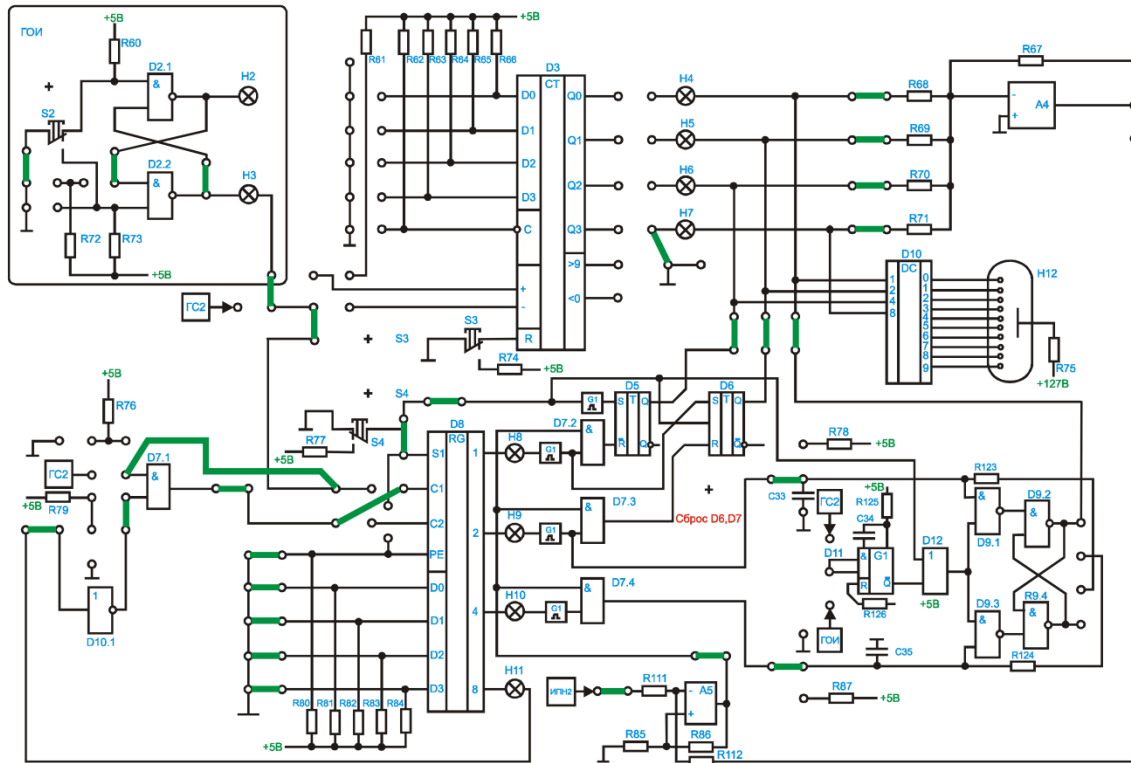 ГОИ
+5В
R60
D2.1
&
H2
+
S2
D2.2
&
H3
R72
R73
+5В
+5В
R61
R62
R63
R64
R65
R66
D3
CT
D0
D1
D2
D3
C
+
-
R
Q0
Q1
Q2
Q3
>9
<0
H4
H5
H6
H7
R67
R68
R69
R70
R71
-
+
A4
D10
DC
1
2
4
8
0
1
2
3
4
5
6
7
8
9
H12
R75
+127В
ГС2
+
S3
S3
R74
+5В
+
S4
S4
R77
+5В
+5В
R76
ГС2
+5В
R79
D7.1
&
1
D10.1
D8
RG
S1
C1
C2
PE
D0
D1
D2
D3
1
2
4
8
R80
R81
R82
R83
R84
+5В
H8
H9
H10
H11
G1
G1
G1
G1
D7.2
&
D7.3
&
D7.4
&
D5
S
T
Q
R
D6
S
T
Q
R
Q
+
Сброс D6,D7
R78
+5В
C33
ГС2
+5В
R125
C34
D11
&
R
G1
Q
R126
ГОИ
C35
D12
1
+5В
R123
&
D9.1
D9.2
&
D9.3
&
R9.4
&
R124
R87
+5В
ИПН2
R111
-
+
A5
R85
R86
R112